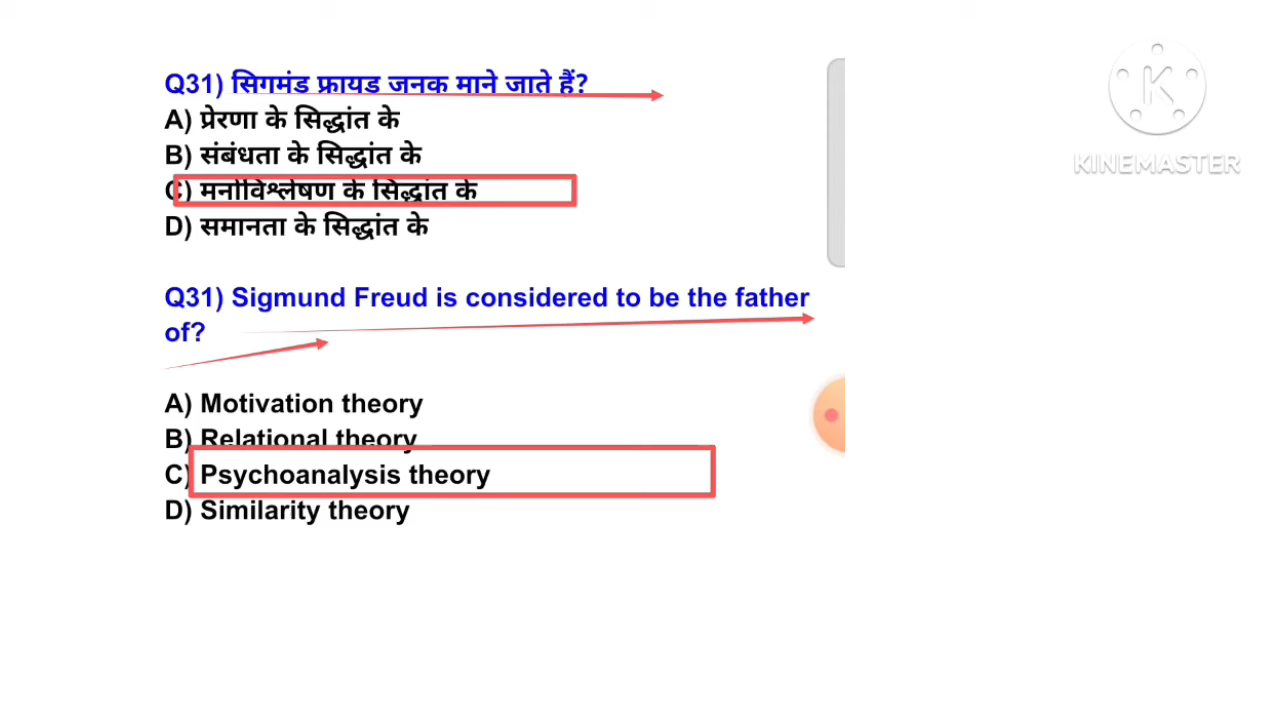 Q31) सिगमंड फ्रायड जनक माने जाते हैं?
A) प्रेरणा के सिद्धांत के
B) संबंधता के सिद्धांत के
C) मनोविश्लेषण के सिद्धांत के
D) समानता के सिद्धांत के
Q31) Sigmund Freud is considered to be the father
of?
A) Motivation theory
B) Relational theory
C) Psychoanalysis theory
D) Similarity theory
K
KINEMASTER